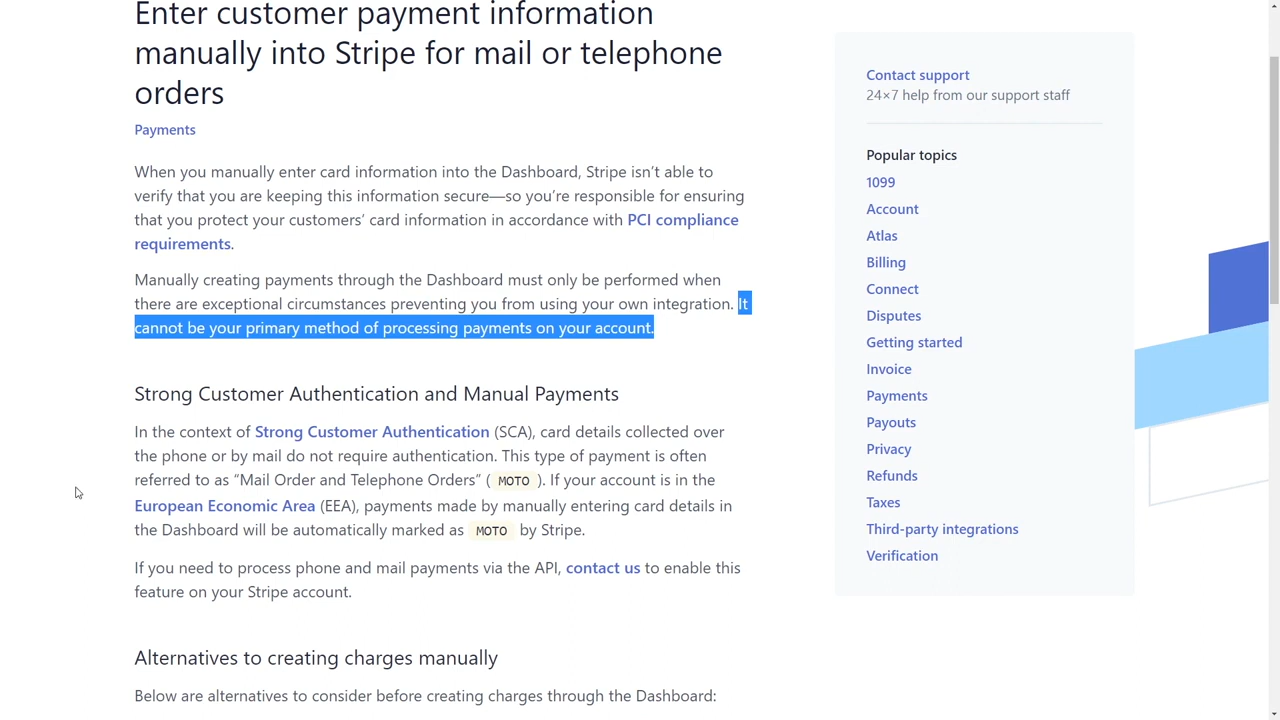 Enter customer payment information
manually into Stripe for mail or telephone
orders
Payments
When you manually enter card information into the Dashboard, Stripe isn’t able to
verify that you are keeping this information secure—so you’re responsible for ensuring
that you protect your customers’ card information in accordance with PCI compliance
requirements.
Manually creating payments through the Dashboard must only be performed when
there are exceptional circumstances preventing you from using your own integration. It
cannot be your primary method of processing payments on your account.
Strong Customer Authentication and Manual Payments
In the context of Strong Customer Authentication (SCA), card details collected over
the phone or by mail do not require authentication. This type of payment is often
referred to as “Mail Order and Telephone Orders” ( MOTO ). If your account is in the
European Economic Area (EEA), payments made by manually entering card details in
the Dashboard will be automatically marked as MOTO by Stripe.
If you need to process phone and mail payments via the API, contact us to enable this
feature on your Stripe account.
Alternatives to creating charges manually
Below are alternatives to consider before creating charges through the Dashboard:
Contact support
24×7 help from our support staff
Popular topics
1099
Account
Atlas
Billing
Connect
Disputes
Getting started
Invoice
Payments
Payouts
Privacy
Refunds
Taxes
Third-party integrations
Verification